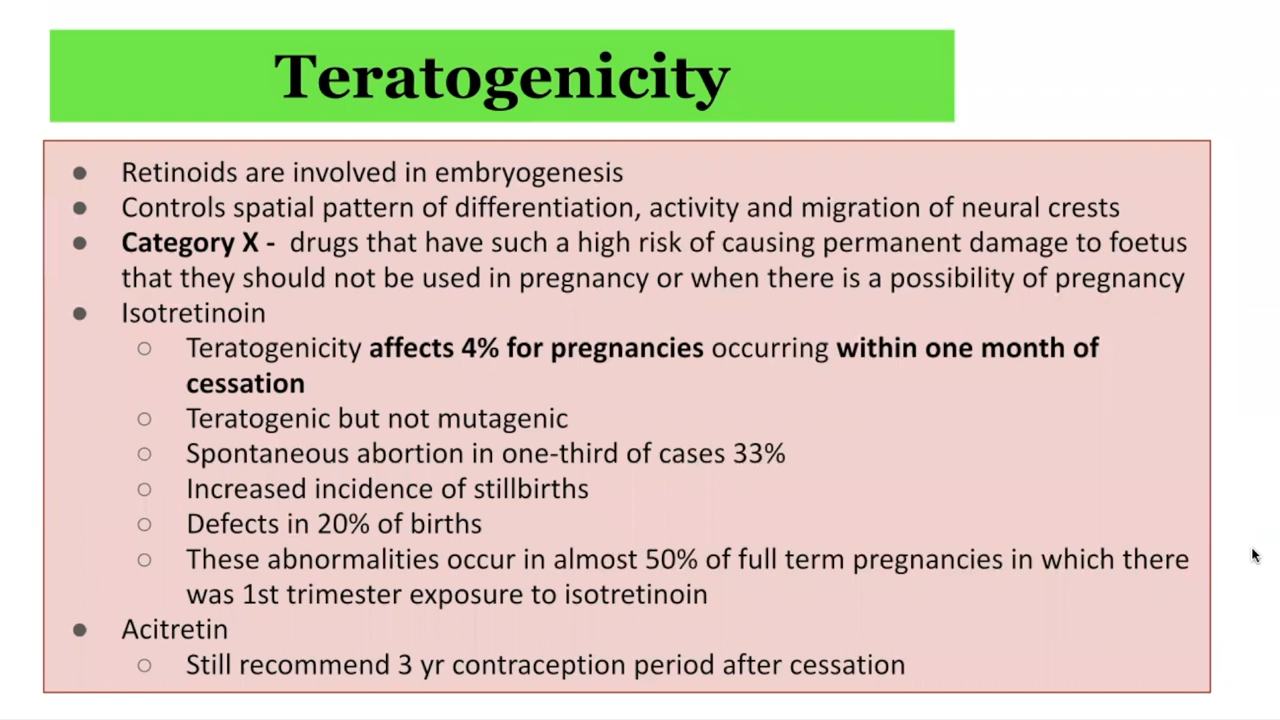 Teratogenicity
● Retinoids are involved in embryogenesis
● Controls spatial pattern of differentiation, activity and migration of neural crests
● Category X - drugs that have such a high risk of causing permanent damage to foetus
that they should not be used in pregnancy or when there is a possibility of pregnancy
● Isotretinoin
○ Teratogenicity affects 4% for pregnancies occurring within one month of
cessation
○ Teratogenic but not mutagenic
○ Spontaneous abortion in one-third of cases 33%
○ Increased incidence of stillbirths
○ Defects in 20% of births
○ These abnormalities occur in almost 50% of full term pregnancies in which there
was 1st trimester exposure to isotretinoin
● Acitretin
○ Still recommend 3 yr contraception period after cessation